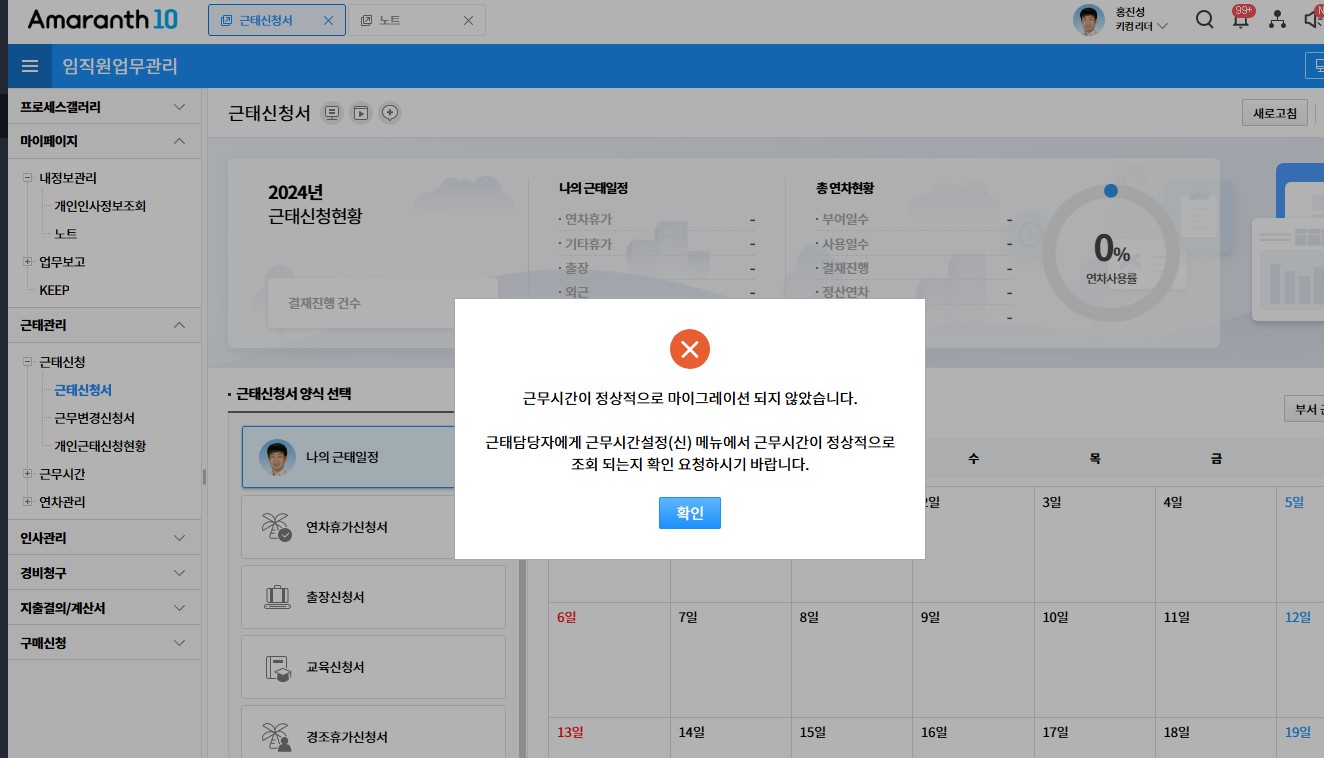 Amaranth 10
근태신청서
노트
홍진성
키컴리더
99+
N
임직원업무관리
프로세스갤러리
마이페이지
내정보관리
개인인사정보조회
노트
업무보고
KEEP
근태관리
근태신청
근태신청서
근무변경신청서
개인근태신청현황
근무시간
연차관리
인사관리
경비청구
지출결의/계산서
구매신청
근태신청서
새로고침
2024년
근태신청현황
결재진행 건수
나의 근태일정
· 연차휴가 -
· 기타휴가 -
· 출장 -
· 외근 -
총 연차현황
· 부여일수 -
· 사용일수 -
· 결재진행 -
· 정산연차 -
-
0%
연차사용률
· 근태신청서 양식 선택
나의 근태일정
연차휴가신청서
출장신청서
교육신청서
경조휴가신청서
부서
수 목 금
2일 3일 4일 5일
6일 7일 8일 9일 10일 11일 12일
13일 14일 15일 16일 17일 18일 19일
근무시간이 정상적으로 마이그레이션 되지 않았습니다.
근태담당자에게 근무시간설정(신) 메뉴에서 근무시간이 정상적으로
조회 되는지 확인 요청하시기 바랍니다.
확인